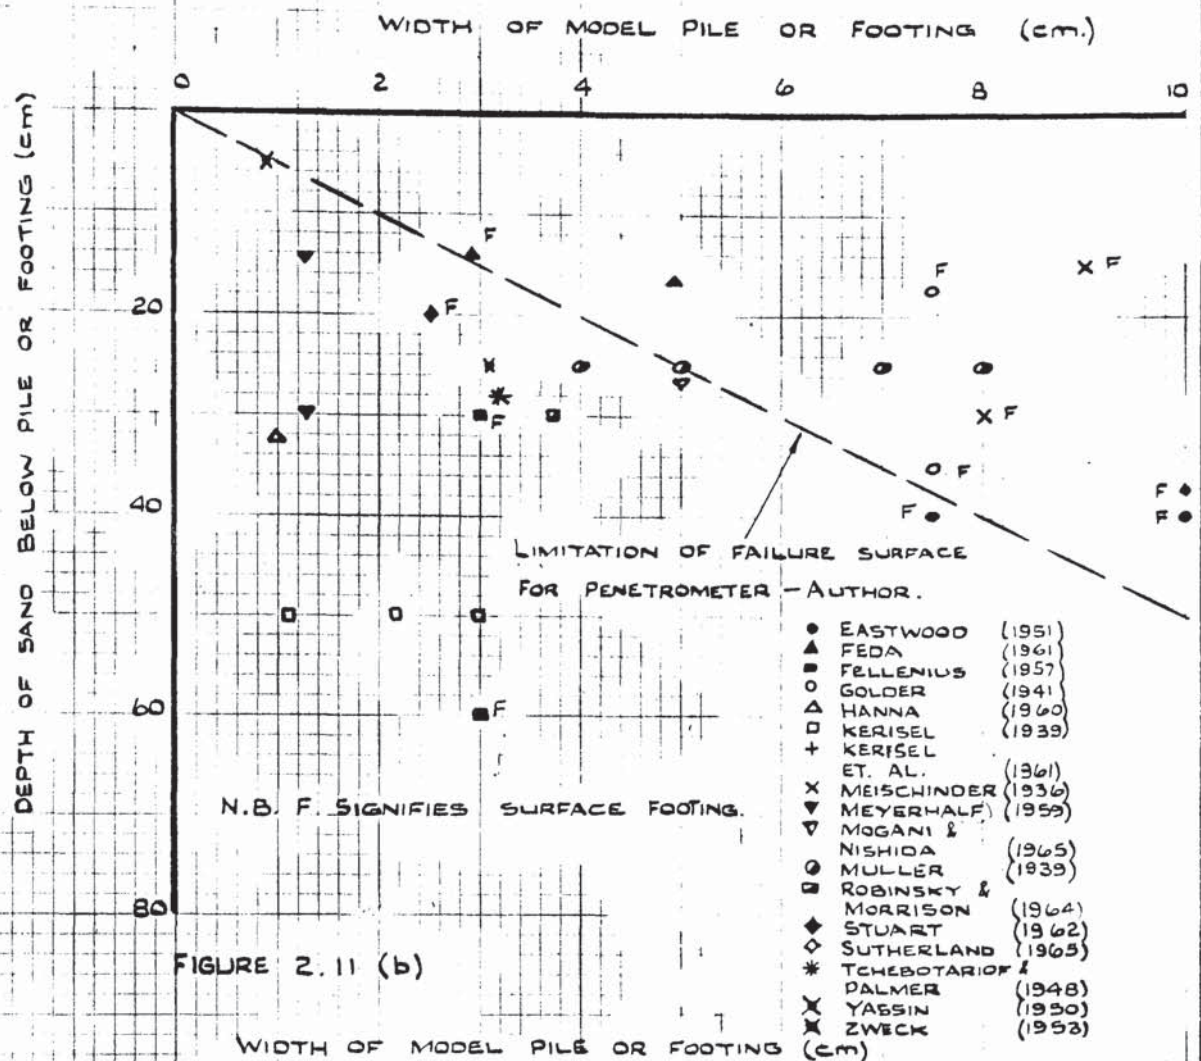 WIDTH OF MODEL PILE OR FOOTING (cm.)
0 2 4 6 8 10
DEPTH OF SAND BELOW PILE OR FOOTING (cm)
20
40
60
80
F
F
F
F
F
F
F
F
F
F
F
F
LIMITATION OF FAILURE SURFACE
FOR PENETROMETER - AUTHOR.
EASTWOOD (1951)
FEDA (1961)
FELLENIUS (1957)
GOLDER (1941)
HANNA (1960)
KERISEL (1939)
KERISEL
ET. AL. (1961)
MEISCHINDER (1936)
MEYERHALF) (1959)
MOGANI &
NISHIDA (1965)
MULLER (1939)
ROBINSKY &
MORRISON (1964)
STUART (1962)
SUTHERLAND (1965)
TCHEBOTARIOF &
PALMER (1948)
YASSIN (1950)
ZWECK (1953)
N.B. F. SIGNIFIES SURFACE FOOTING.
FIGURE 2.11 (b)
WIDTH OF MODEL PILE OR FOOTING (cm)